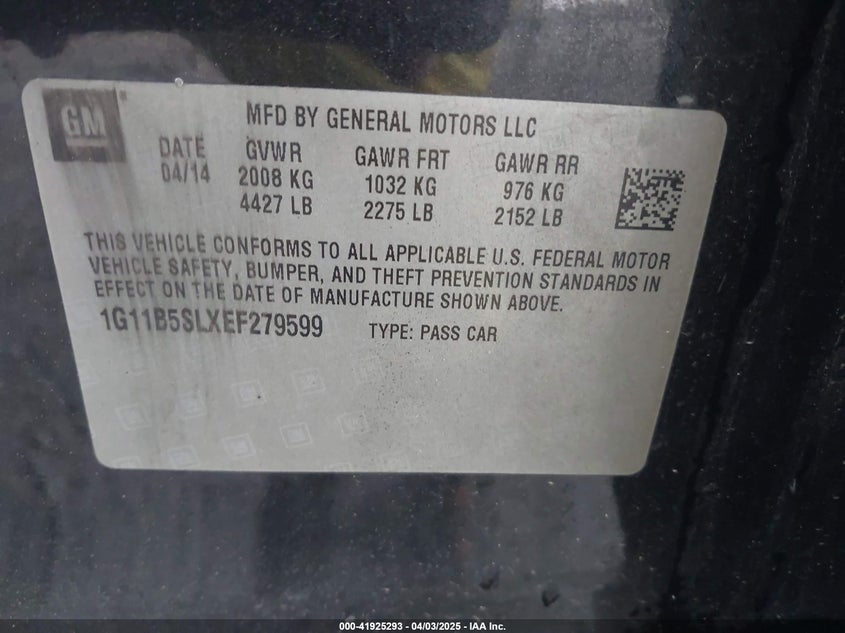 GM
MFD BY GENERAL MOTORS LLC
DATE GVWR GAWR FRT GAWR RR
04/14 2008 KG 1032 KG 976 KG
4427 LB 2275 LB 2152 LB
THIS VEHICLE CONFORMS TO ALL APPLICABLE U.S. FEDERAL MOTOR
VEHICLE SAFETY, BUMPER, AND THEFT PREVENTION STANDARDS IN
EFFECT ON THE DATE OF MANUFACTURE SHOWN ABOVE.
1G11B5SLXEF279599 TYPE: PASS CAR
000-41925293 - 04/03/2025 - IAA Inc.